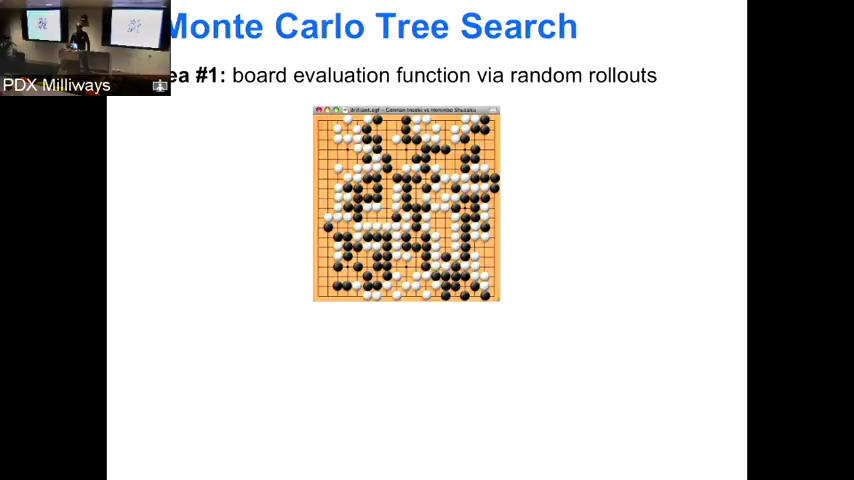 Monte Carlo Tree Search
ea #1: board evaluation function via random rollouts
PDX Milliways